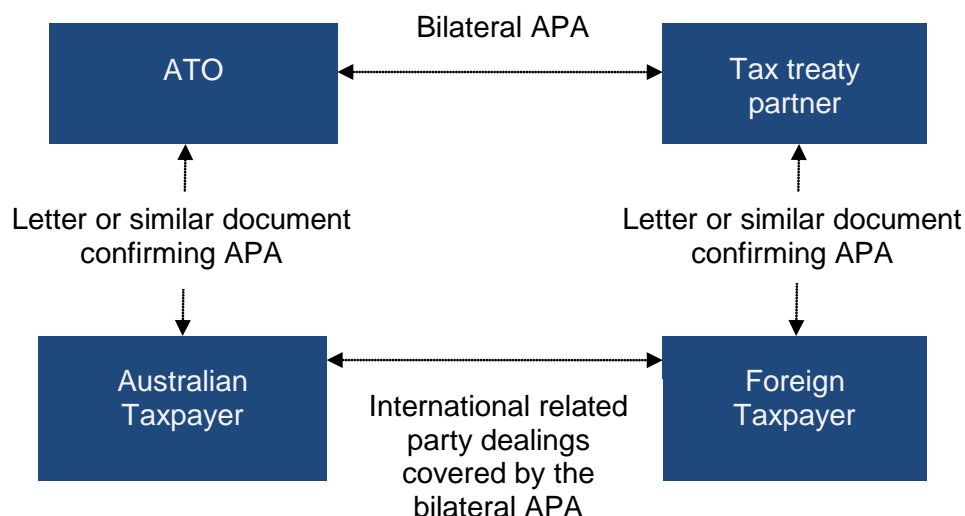 Bilateral APA
ATO
Tax treaty
partner
Letter or similar document
confirming APA
Letter or similar document
confirming APA
Australian
Taxpayer
Foreign
Taxpayer
International related
party dealings
covered by the
bilateral APA